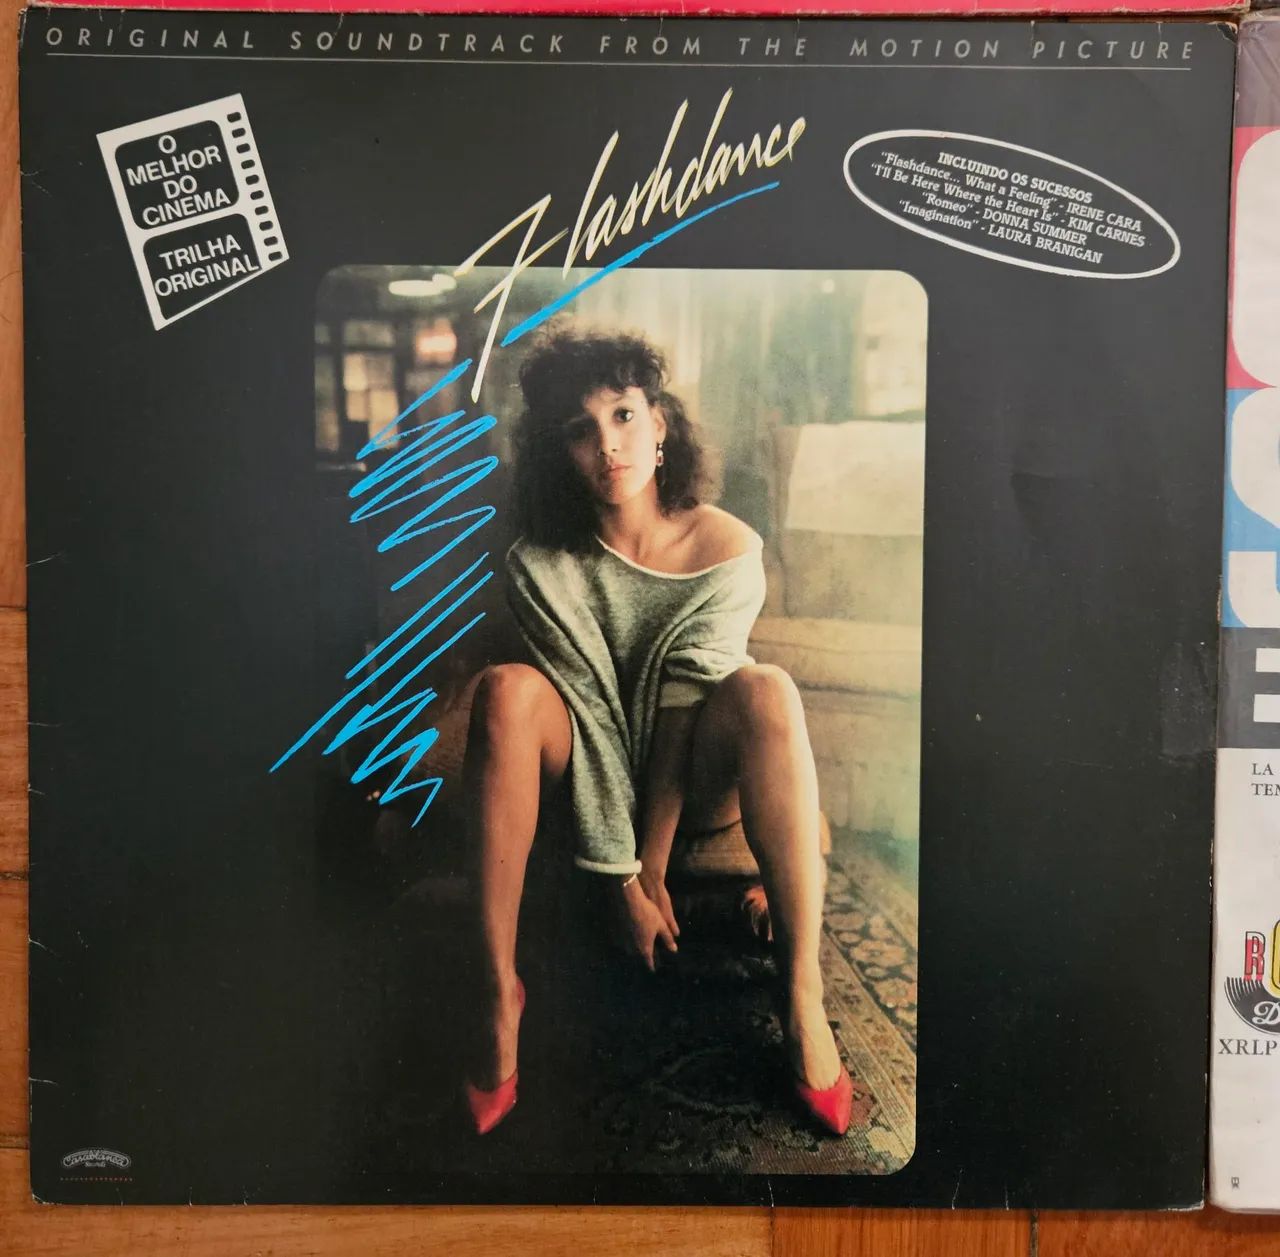 ORIGINAL SOUNDTRACK FROM THE MOTION PICTURE
O
MELHOR
DO
CINEMA
TRILHA
ORIGINAL
Flashdance
INCLUINDO OS SUCESSOS
"Flashdance... What a Feeling" - IRENE CARA
"I'll Be Here Where the Heart Is" - KIM CARNES
"Romeo" - DONNA SUMMER
"Imagination" - LAURA BRANIGAN
Casablanca
Records
LA
TEM
R
D
XRLP